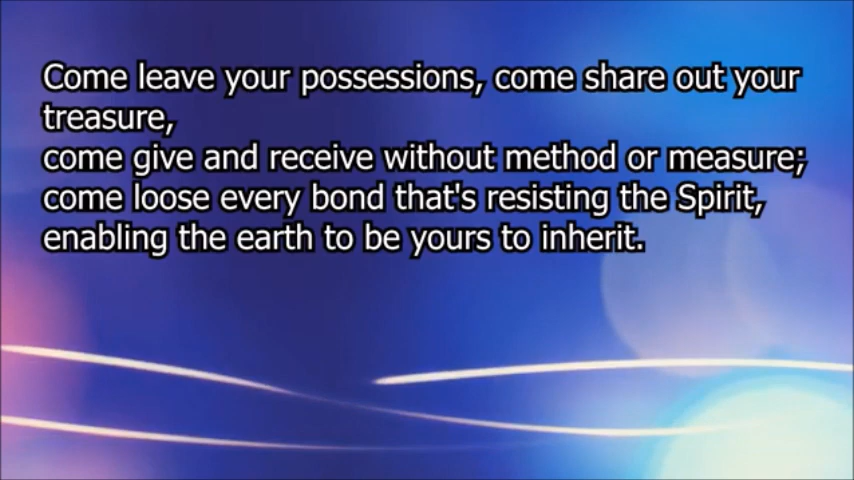 Come leave your possessions, come share out your
treasure,
come give and receive without method or measure;
come loose every bond that's resisting the Spirit,
enabling the earth to be yours to inherit.